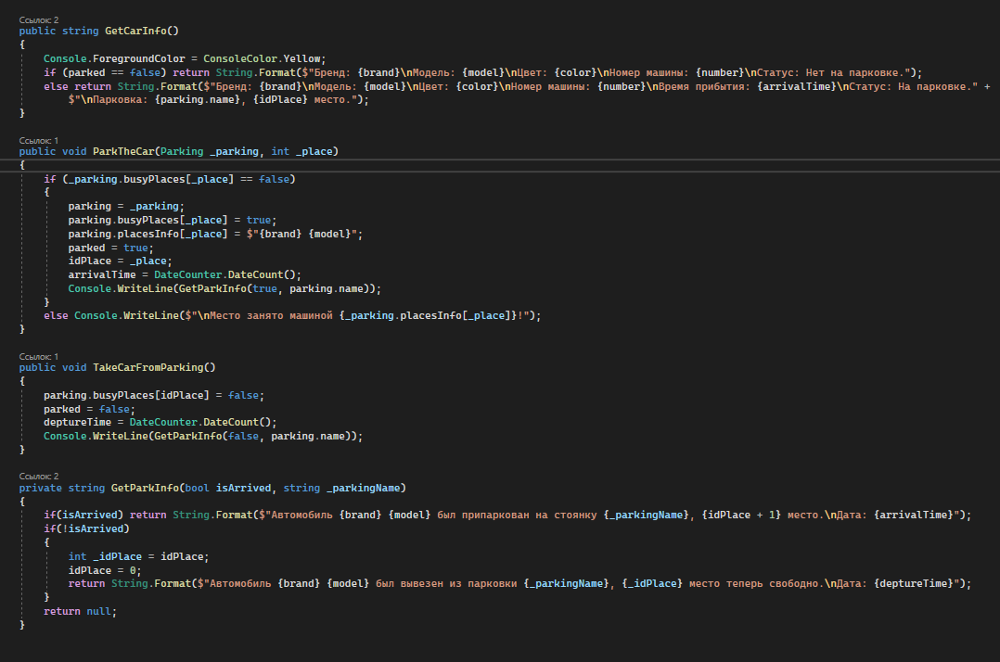 Ссылок: 2
public string GetCarInfo()
{
Console.ForegroundColor = ConsoleColor.Yellow;
if (parked == false) return String.Format($"Бренд: {brand}\nМодель: {model}\nЦвет: {color}\nНомер машины: {number}\nСтатус: Нет на парковке.");
else return String.Format($"Бренд: {brand}\nМодель: {model}\nЦвет: {color}\nНомер машины: {number}\nВремя прибытия: {arrivalTime}\nСтатус: На парковке." +
$"\nПарковка: {parking.name}, {idPlace} место.");
}
Ссылок: 1
public void ParkTheCar(Parking _parking, int _place)
{
if (_parking.busyPlaces[_place] == false)
{
parking = _parking;
parking.busyPlaces[_place] = true;
parking.placesInfo[_place] = $"{brand} {model}";
parked = true;
idPlace = _place;
arrivalTime = DateCounter.DateCount();
Console.WriteLine(GetParkInfo(true, parking.name));
}
else Console.WriteLine($"\nМесто занято машиной {_parking.placesInfo[_place]}!");
}
Ссылок: 1
public void TakeCarFromParking()
{
parking.busyPlaces[idPlace] = false;
parked = false;
deptureTime = DateCounter.DateCount();
Console.WriteLine(GetParkInfo(false, parking.name));
}
Ссылок: 2
private string GetParkInfo(bool isArrived, string _parkingName)
{
if(isArrived) return String.Format($"Автомобиль {brand} {model} был припаркован на стоянку {_parkingName}, {idPlace + 1} место.\nДата: {arrivalTime}");
if(!isArrived)
{
int _idPlace = idPlace;
idPlace = 0;
return String.Format($"Автомобиль {brand} {model} был вывезен из парковки {_parkingName}, {_idPlace} место теперь свободно.\nДата: {deptureTime}");
}
return null;
}